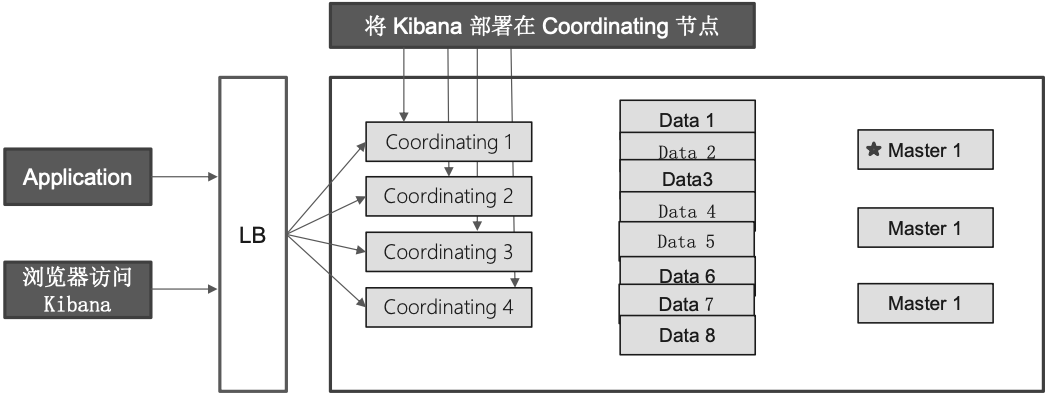 将 Kibana 部署在 Coordinating 节点
Application
浏览器访问
Kibana
LB
Coordinating 1
Coordinating 2
Coordinating 3
Coordinating 4
Data 1
Data 2
Data3
Data 4
Data 5
Data 6
Data 7
Data 8
Master 1
Master 1
Master 1